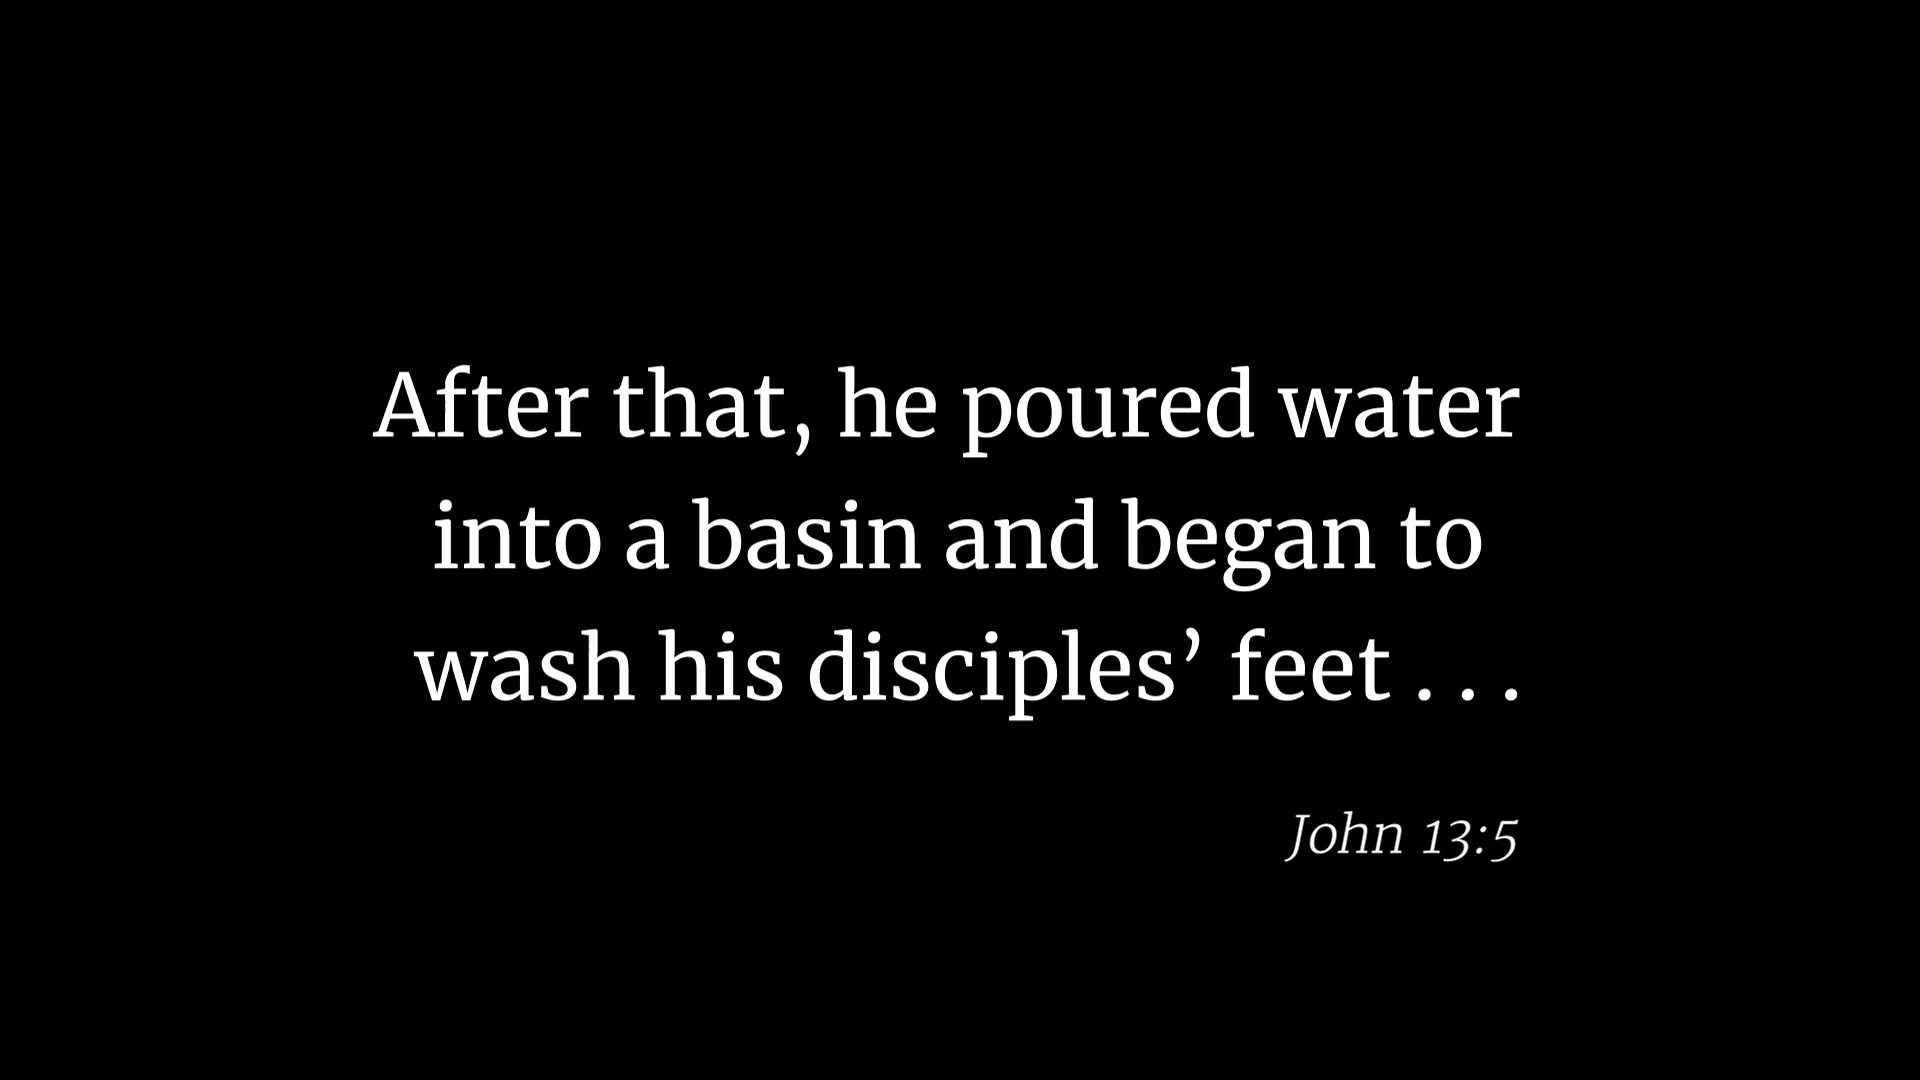 After that, he poured water
into a basin and began to
wash his disciples’ feet . . .
John 13:5